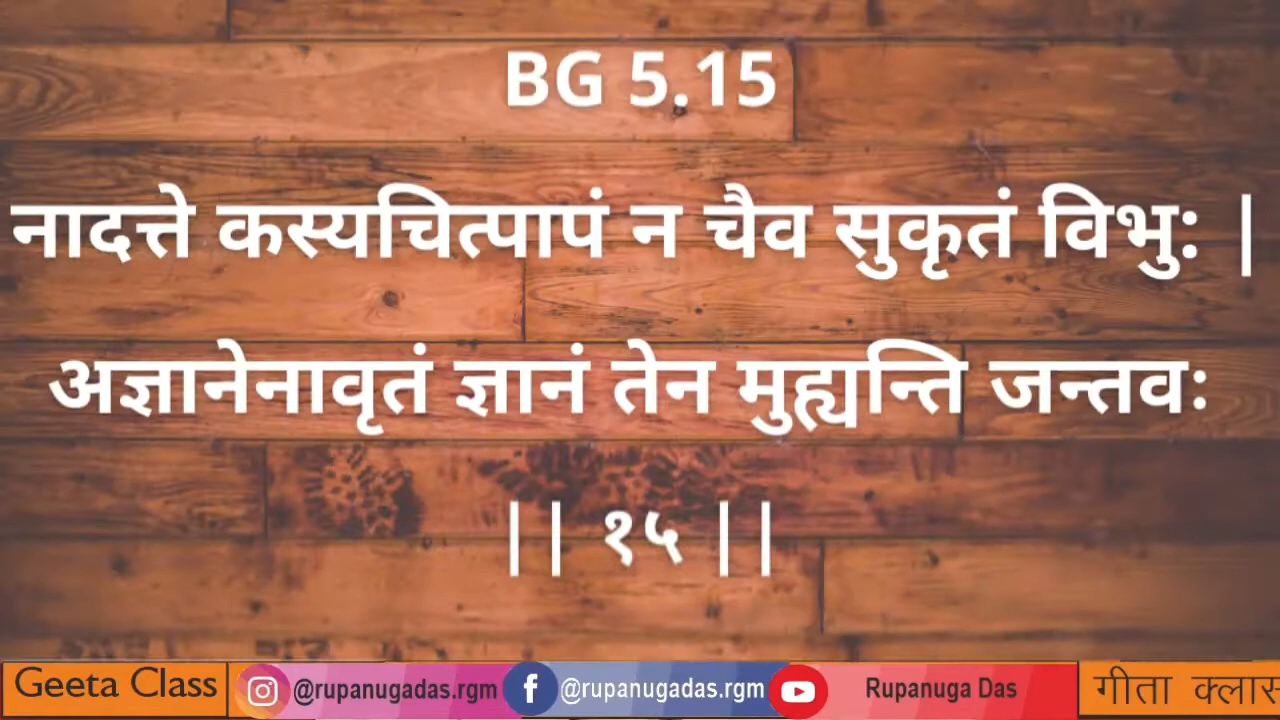 BG 5.15
नादत्ते कस्यचित्पापं न चैव सुकृतं विभु: |
अज्ञानेनावृतं ज्ञानं तेन मुह्यन्ति जन्तवः
|| १५ ||
Geeta Class @rupanugadas.rgm @rupanugadas.rgm Rupanuga Das गीता क्लास